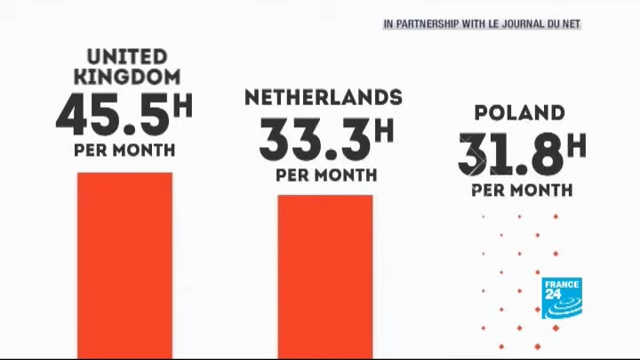 IN PARTNERSHIP WITH LE JOURNAL DU NET
UNITED
KINGDOM
45.5H
PER MONTH
NETHERLANDS
33.3H
PER MONTH
POLAND
31.8H
PER MONTH
FRANCE
24